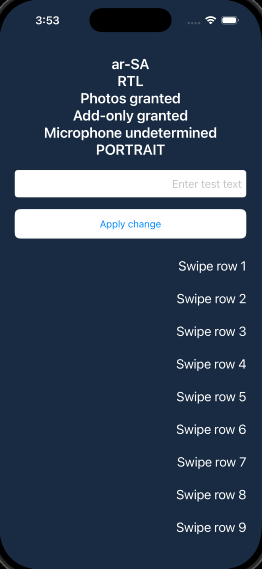 3:53
ar-SA
RTL
Photos granted
Add-only granted
Microphone undetermined
PORTRAIT
Enter test text
Apply change
Swipe row 1
Swipe row 2
Swipe row 3
Swipe row 4
Swipe row 5
Swipe row 6
Swipe row 7
Swipe row 8
Swipe row 9